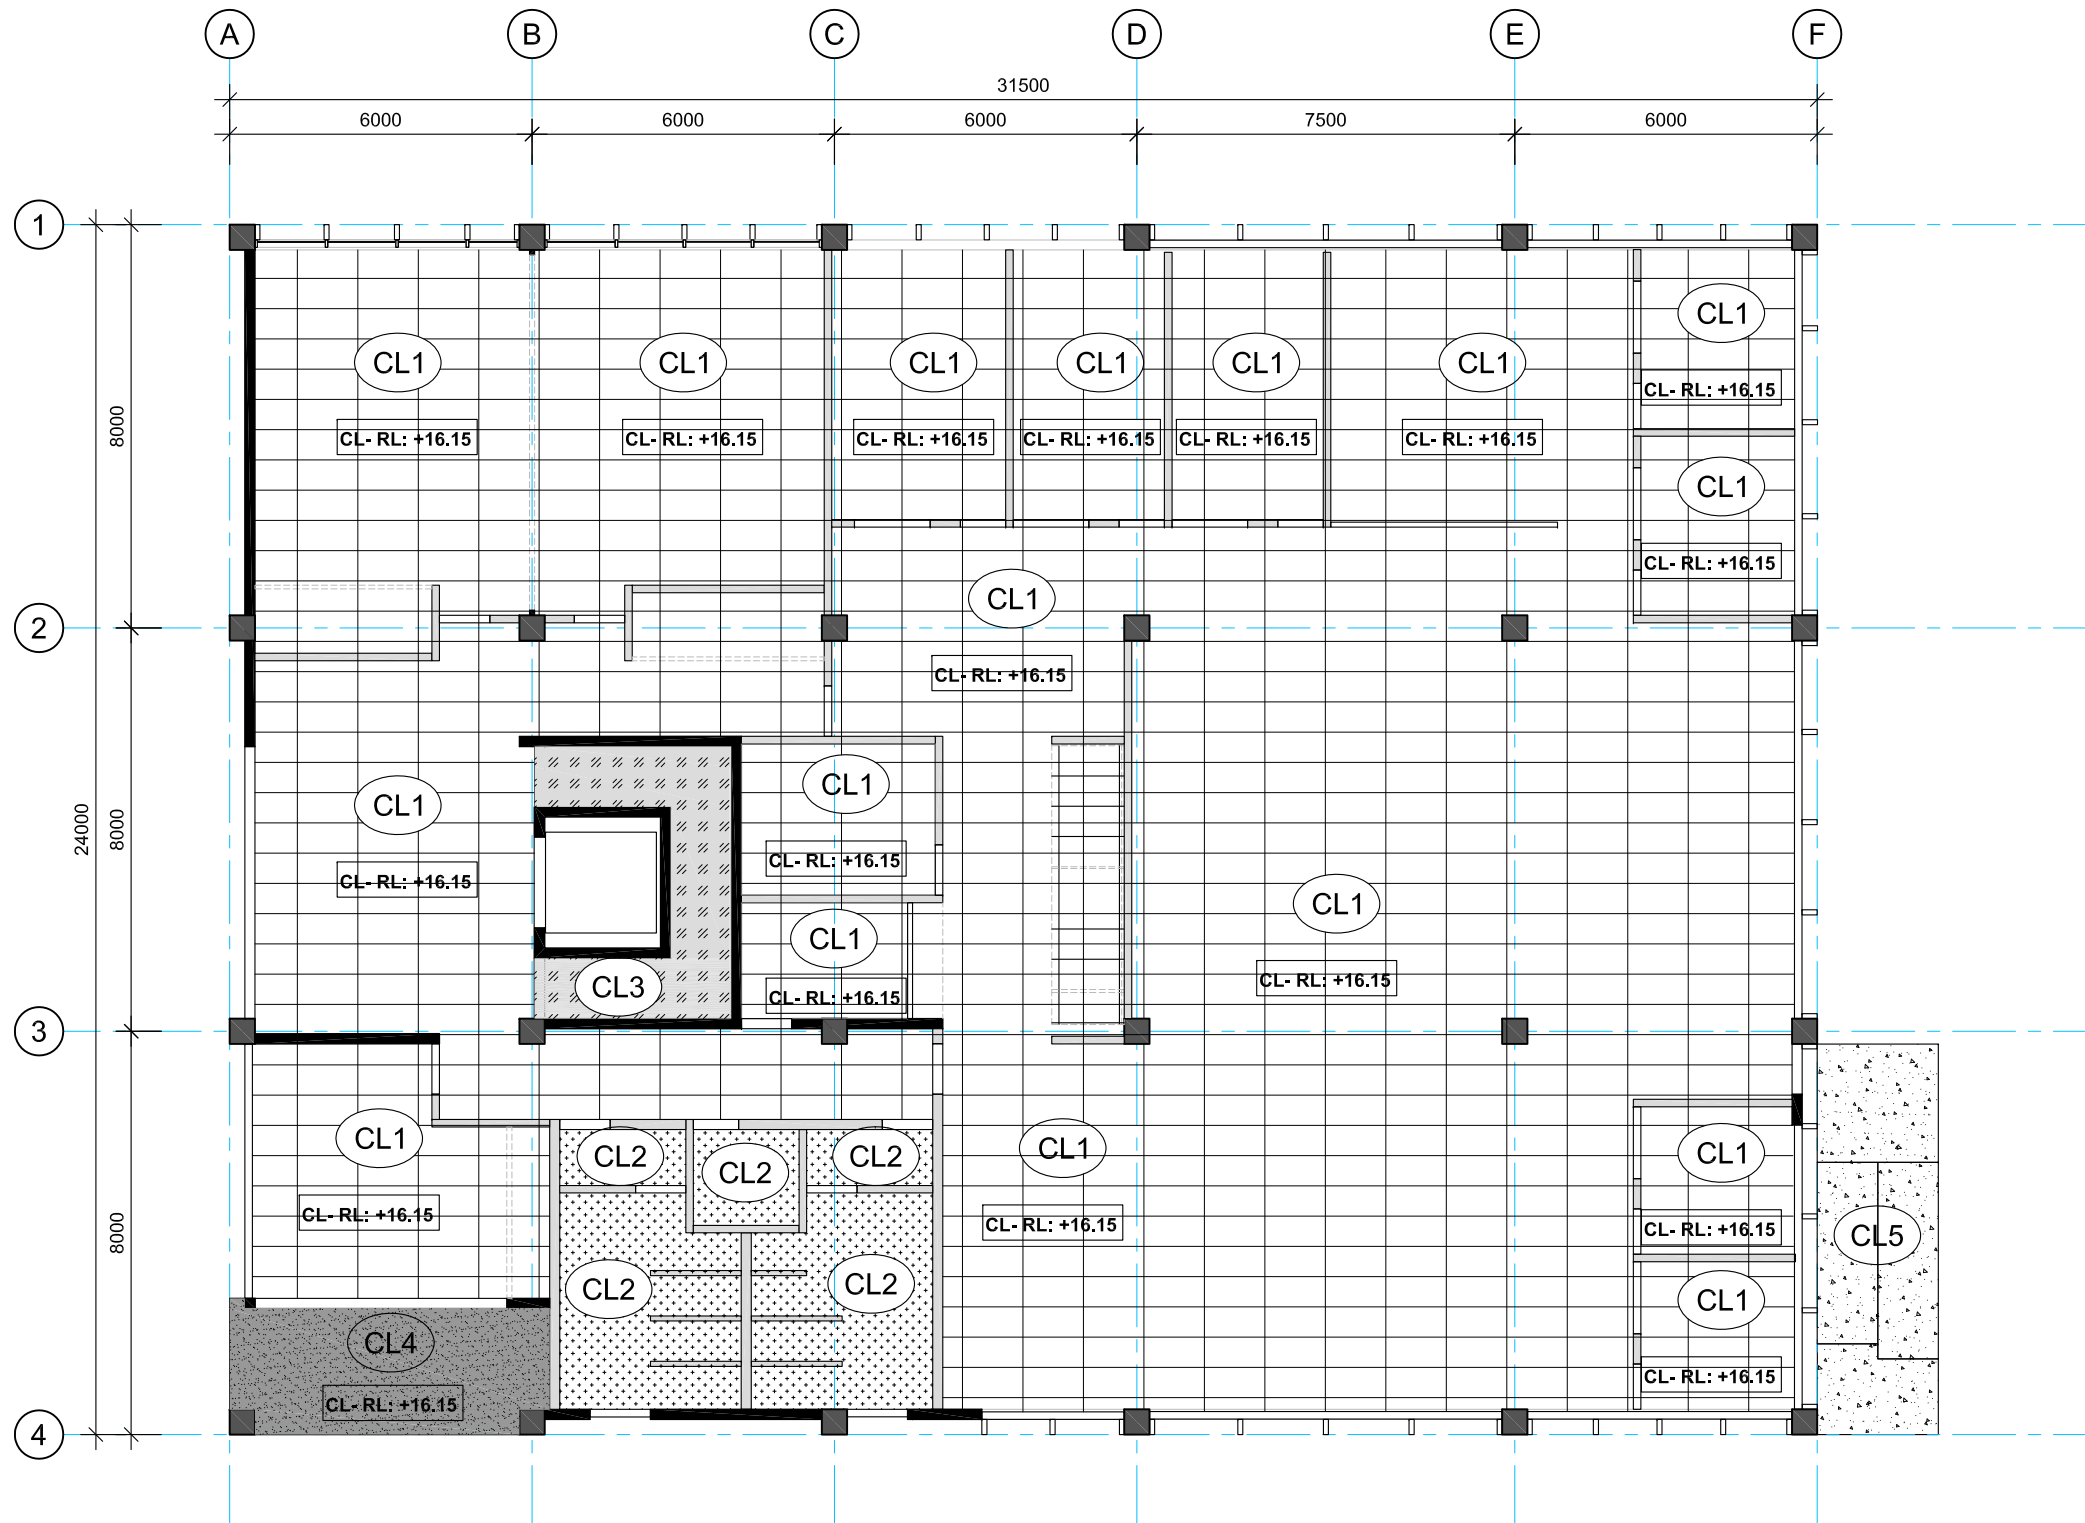 A B C D E F
31500
6000 6000 6000 7500 6000
1
CL1
CL1 CL1 CL1 CL1 CL1 CL1
CL- RL: +16.15
8000
CL- RL: +16.15 CL- RL: +16.15 CL- RL: +16.15 CL- RL: +16.15 CL- RL: +16.15 CL- RL: +16.15
CL1
CL- RL: +16.15
CL1
2
CL- RL: +16.15
CL1
CL1
24000
8000
CL- RL: +16.15
CL- RL: +16.15
CL1
CL1
CL- RL: +16.15
CL3
CL- RL: +16.15
3
CL1
CL1
CL1
CL2 CL2
CL2
CL- RL: +16.15
CL- RL: +16.15
CL- RL: +16.15
8000
CL5
CL2
CL2
CL1
CL4
CL- RL: +16.15
CL- RL: +16.15
4